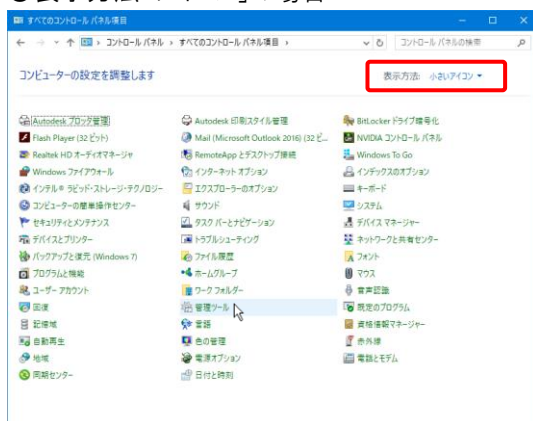 すべてのコントロール パネル項目
コントロール パネル › すべてのコントロール パネル項目 ›
コントロール パネルの検索
コンピューターの設定を調整します
表示方法: 小さいアイコン
Autodesk プロッタ管理
Autodesk 印刷スタイル管理
BitLocker ドライブ暗号化
Flash Player (32 ビット)
Mail (Microsoft Outlook 2016) (32 ビ...
NVIDIA コントロール パネル
Realtek HD オーディオマネージャ
RemoteApp とデスクトップ接続
Windows To Go
Windows ファイアウォール
インターネット オプション
インデックスのオプション
インテル® ラピッド・ストレージ・テクノロジー
エクスプローラーのオプション
キーボード
コンピューターの簡単操作センター
サウンド
システム
セキュリティとメンテナンス
タスク バーとナビゲーション
デバイス マネージャー
デバイスとプリンター
トラブルシューティング
ネットワークと共有センター
バックアップと復元 (Windows 7)
ファイル履歴
フォント
プログラムと機能
ホームグループ
マウス
ユーザー アカウント
ワーク フォルダー
音声認識
回復
管理ツール
既定のプログラム
記憶域
言語
資格情報マネージャー
自動再生
色の管理
赤外線
地域
電源オプション
電話とモデム
同期センター
日付と時刻